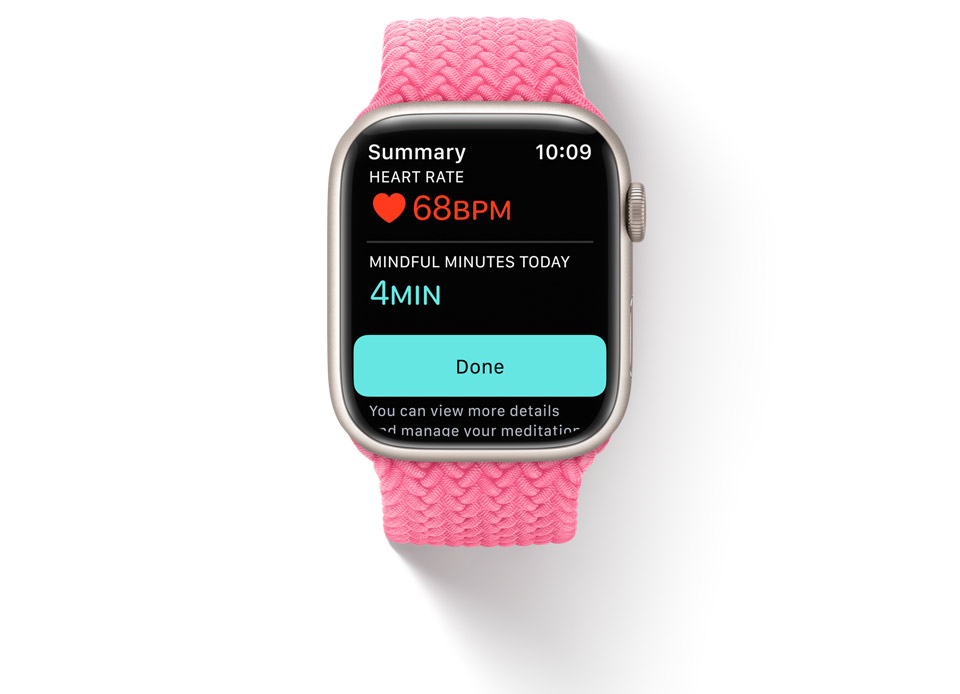 Summary 10:09
HEART RATE
68BPM
MINDFUL MINUTES TODAY
4MIN
Done
You can view more details
and manage your meditation